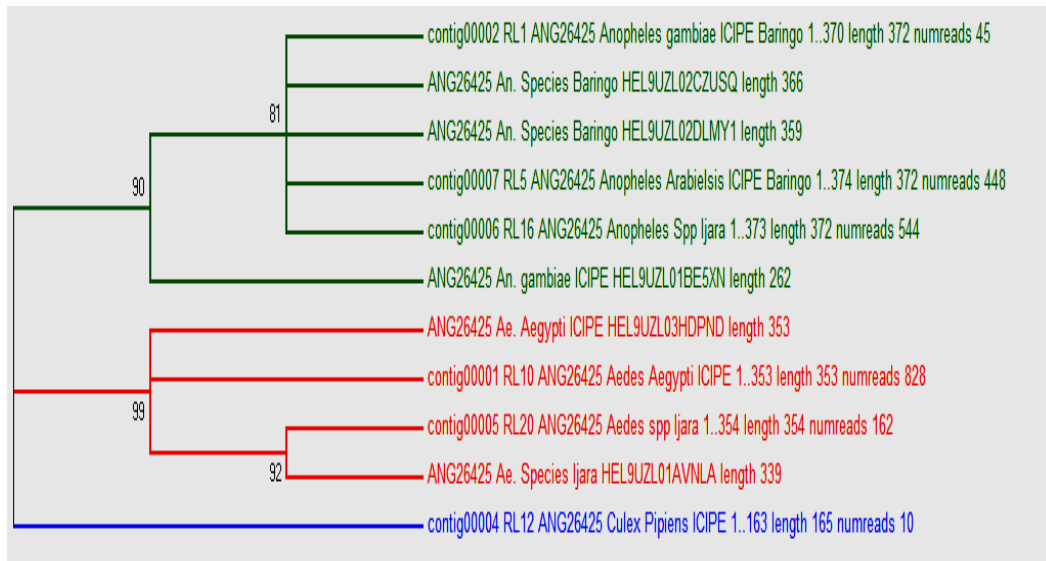 contig00002 RL1 ANG26425 Anopheles gambiae ICIPE Baringo 1..370 length 372 numreads 45
ANG26425 An. Species Baringo HEL9UZL02CZUSQ length 366
81
ANG26425 An. Species Baringo HEL9UZL02DLMY1 length 359
contig00007 RL5 ANG26425 Anopheles Arabielsis ICIPE Baringo 1..374 length 372 numreads 448
90
contig00006 RL16 ANG26425 Anopheles Spp Ijara 1..373 length 372 numreads 544
ANG26425 An. gambiae ICIPE HEL9UZL01BE5XN length 262
ANG26425 Ae. Aegypti ICIPE HEL9UZL03HDPND length 353
contig00001 RL10 ANG26425 Aedes Aegypti ICIPE 1..353 length 353 numreads 828
99
contig00005 RL20 ANG26425 Aedes spp Ijara 1..354 length 354 numreads 162
92
ANG26425 Ae. Species Ijara HEL9UZL01AVNLA length 339
contig00004 RL12 ANG26425 Culex Pipiens ICIPE 1..163 length 165 numreads 10